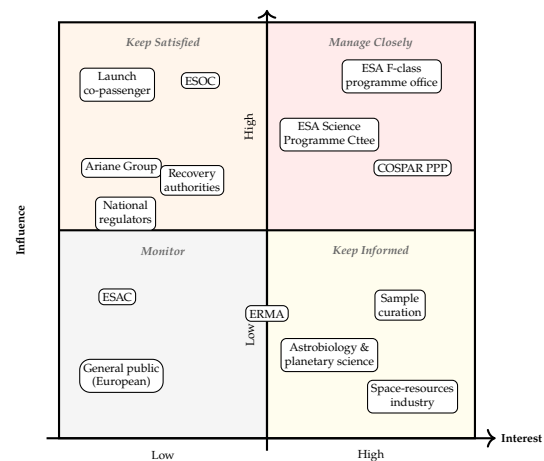 Keep Satisfied
Manage Closely
Launch
co-passenger
ESOC
ESA F-class
programme office
High
ESA Science
Programme Cttee
COSPAR PPP
Ariane Group
Recovery
authorities
National
regulators
Influence
Monitor
Keep Informed
ESAC
ERMA
Sample
curation
Low
Astrobiology &
planetary science
General public
(European)
Space-resources
industry
Interest
Low
High